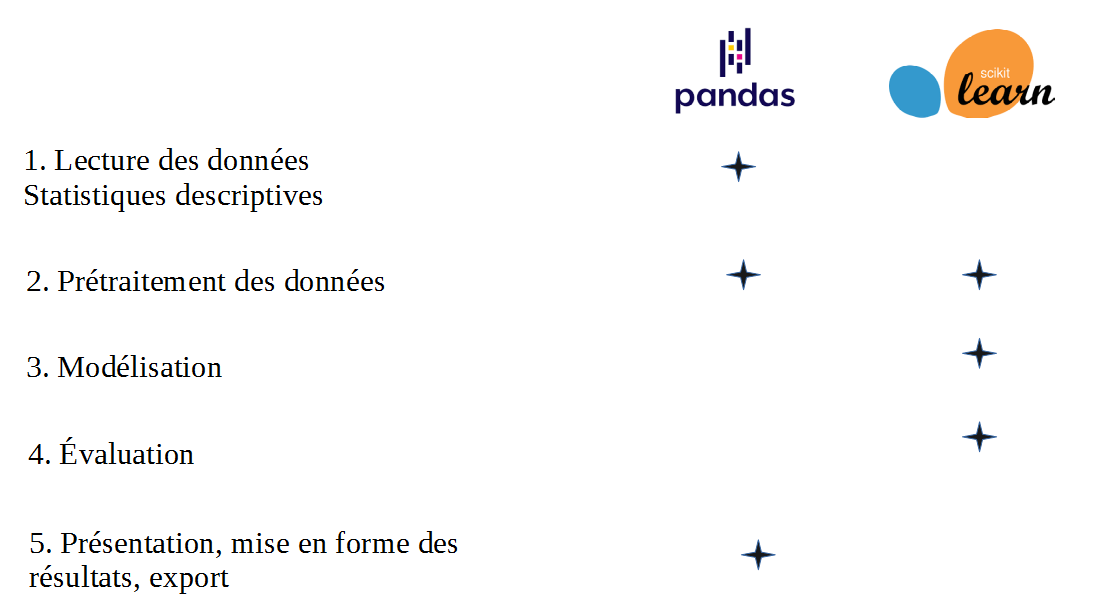 pandas
scikit
learn
1. Lecture des données
Statistiques descriptives
2. Prétraitement des données
3. Modélisation
4. Évaluation
5. Présentation, mise en forme des
résultats, export